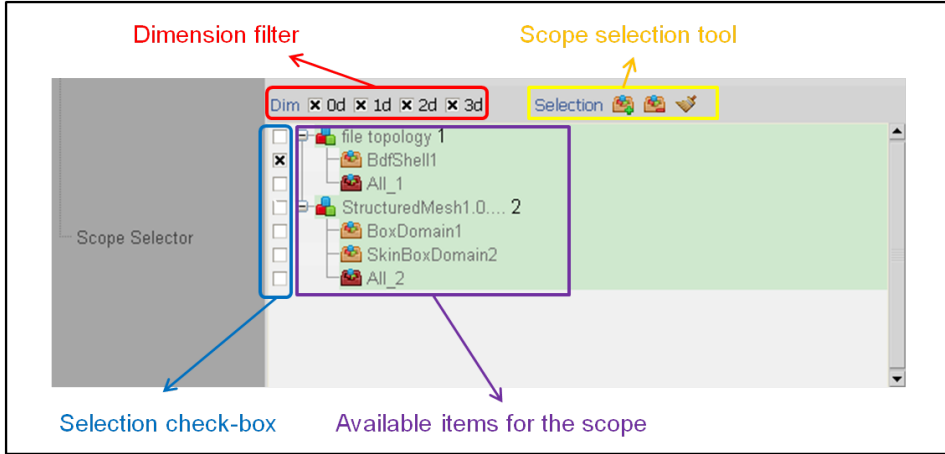 Dimension filter
Scope selection tool
Dim 0d 1d 2d 3d Selection
file topology 1
BdfShell1
All_1
StructuredMesh1.0.... 2
BoxDomain1
Scope Selector
SkinBoxDomain2
All_2
Selection check-box
Available items for the scope